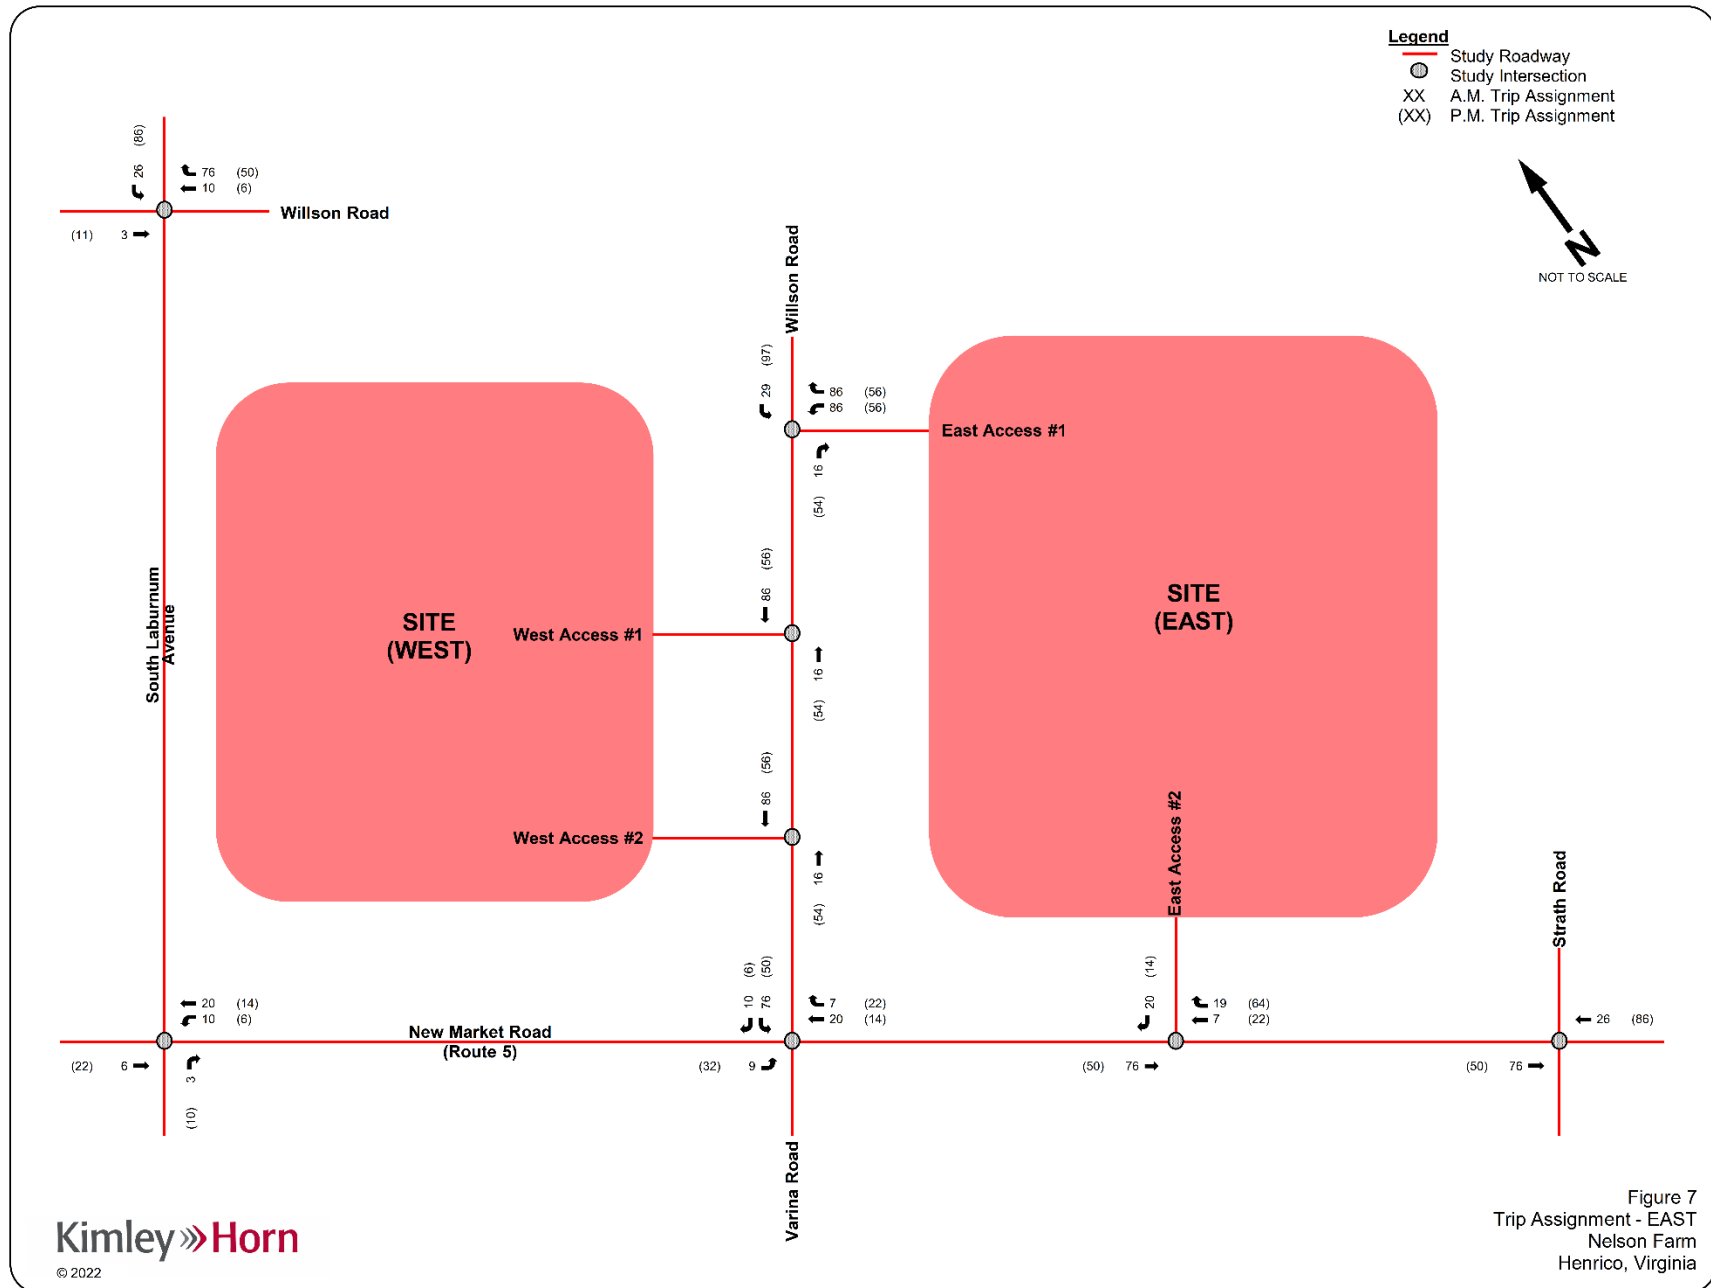 Legend
Study Roadway
Study Intersection
XX A.M. Trip Assignment
(XX) P.M. Trip Assignment
N
NOT TO SCALE
26 (86)
76 (50)
10 (6)
Willson Road
(11) 3
Willson Road
29 (97)
86 (56)
86 (56)
East Access #1
16 (54)
South Laburnum
Avenue
SITE
(WEST)
SITE
(EAST)
86 (56)
West Access #1
16 (54)
86 (56)
West Access #2
16 (54)
East Access #2
Strath Road
20 (14)
10 (6)
New Market Road
(Route 5)
(22) 6
3 (10)
10 (6)
76 (50)
7 (22)
20 (14)
(32) 9
Varina Road
20 (14)
19 (64)
7 (22)
(50) 76
26 (86)
(50) 76
Kimley»Horn
© 2022
Figure 7
Trip Assignment - EAST
Nelson Farm
Henrico, Virginia